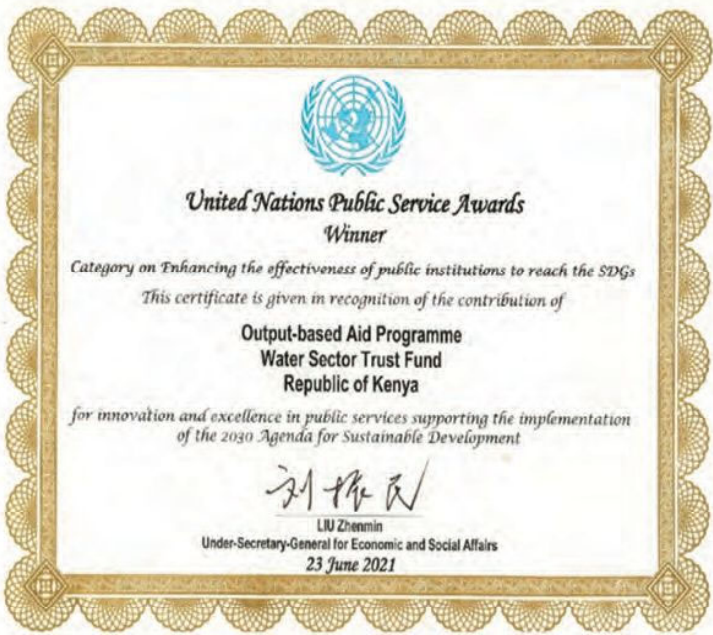 United Nations Public Service Awards
Winner
Category on Enhancing the effectiveness of public institutions to reach the SDGs
This certificate is given in recognition of the contribution of
Output-based Aid Programme
Water Sector Trust Fund
Republic of Kenya
for innovation and excellence in public services supporting the implementation
of the 2030 Agenda for Sustainable Development
刘振民
LIU Zhenmin
Under-Secretary-General for Economic and Social Affairs
23 June 2021